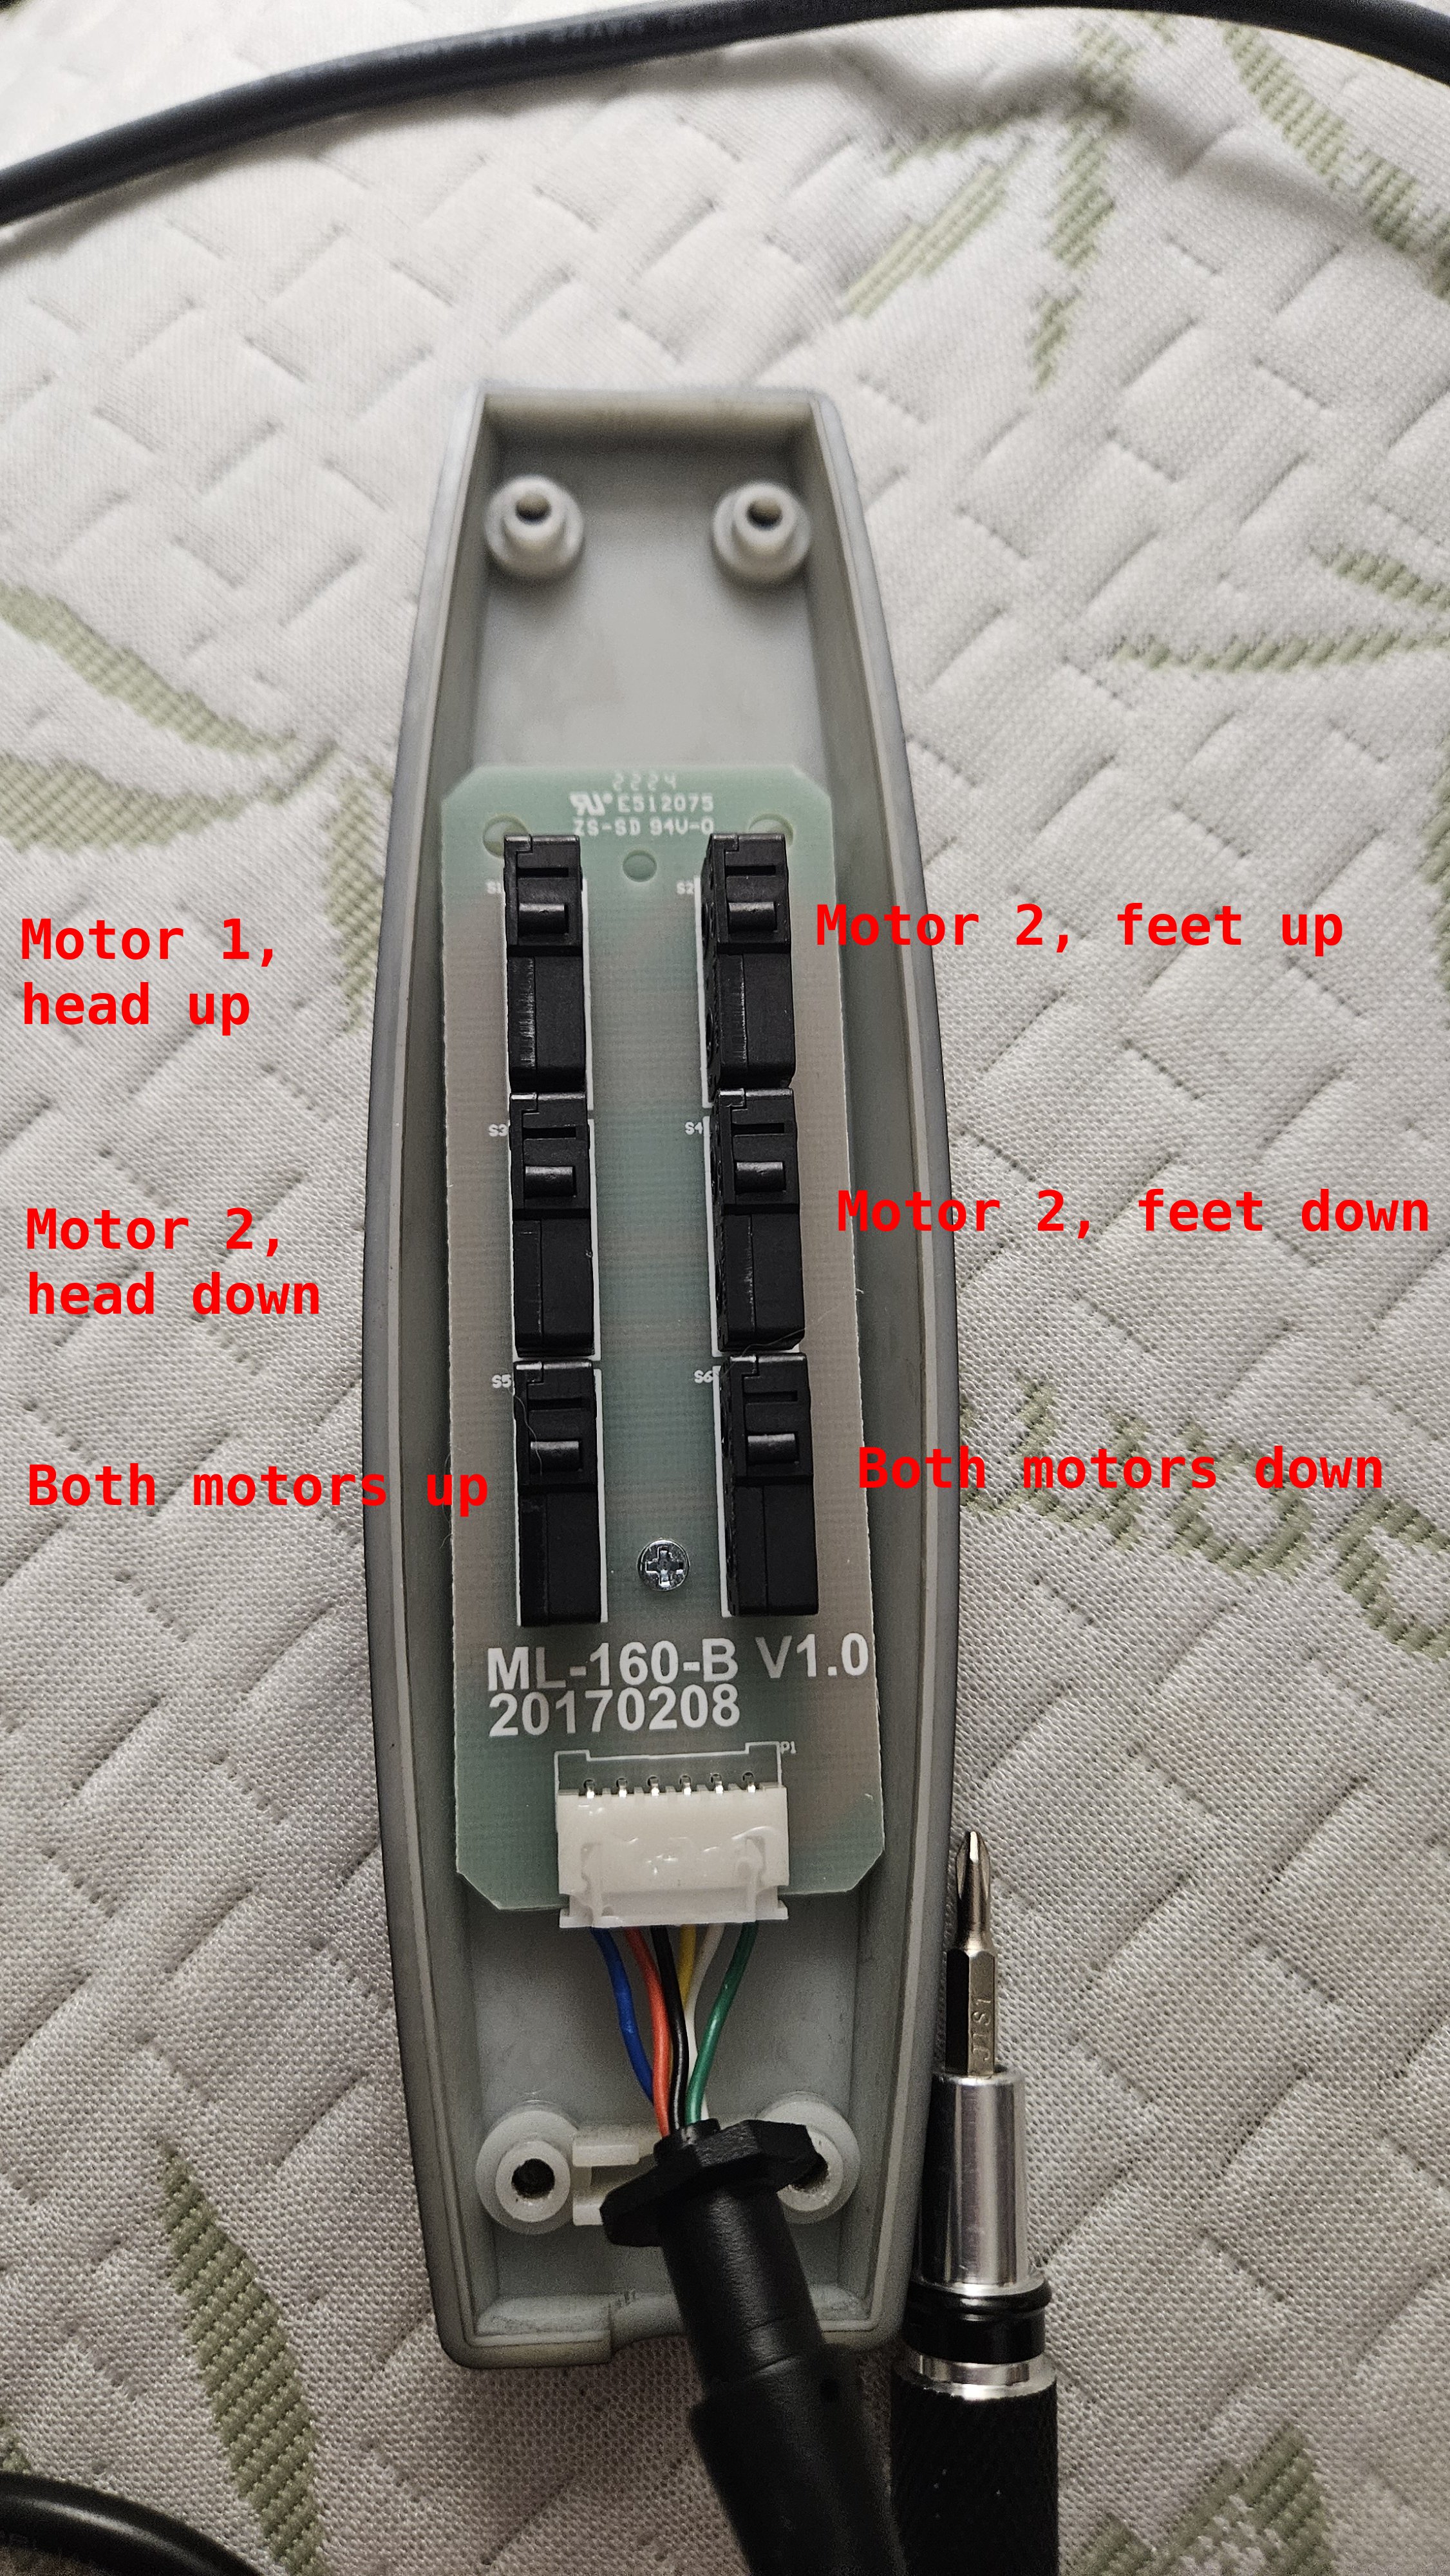 2224
E512075
ZS-SD 94V-0
S1
S2
Motor 1,
head up
Motor 2, feet up
S3
S4
Motor 2,
head down
Motor 2, feet down
S5
S6
Both motors up
Both motors down
ML-160-B V1.0
20170208
P1
JIS1